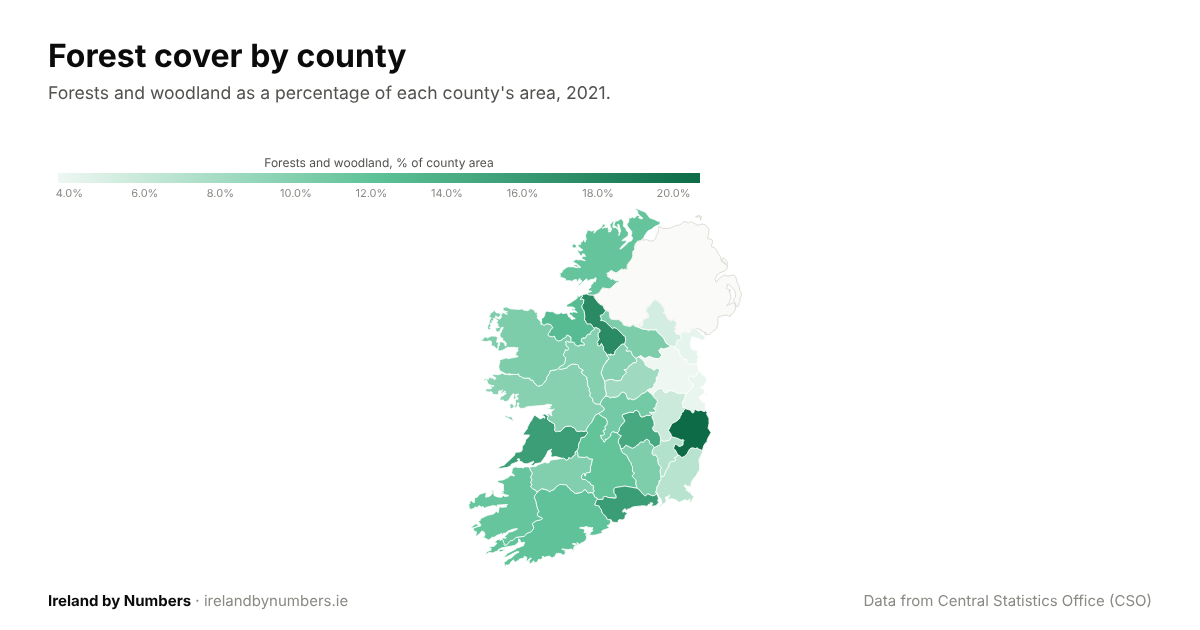 Forest cover by county
Forests and woodland as a percentage of each county's area, 2021.
Forests and woodland, % of county area
4.0% 6.0% 8.0% 10.0% 12.0% 14.0% 16.0% 18.0% 20.0%
Ireland by Numbers · irelandbynumbers.ie
Data from Central Statistics Office (CSO)